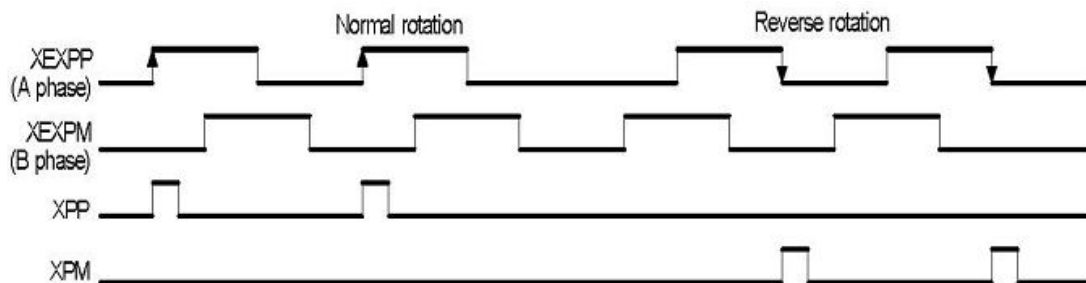 Normal rotation
Reverse rotation
XEXPP
(A phase)
XEXPM
(B phase)
XPP
XPM